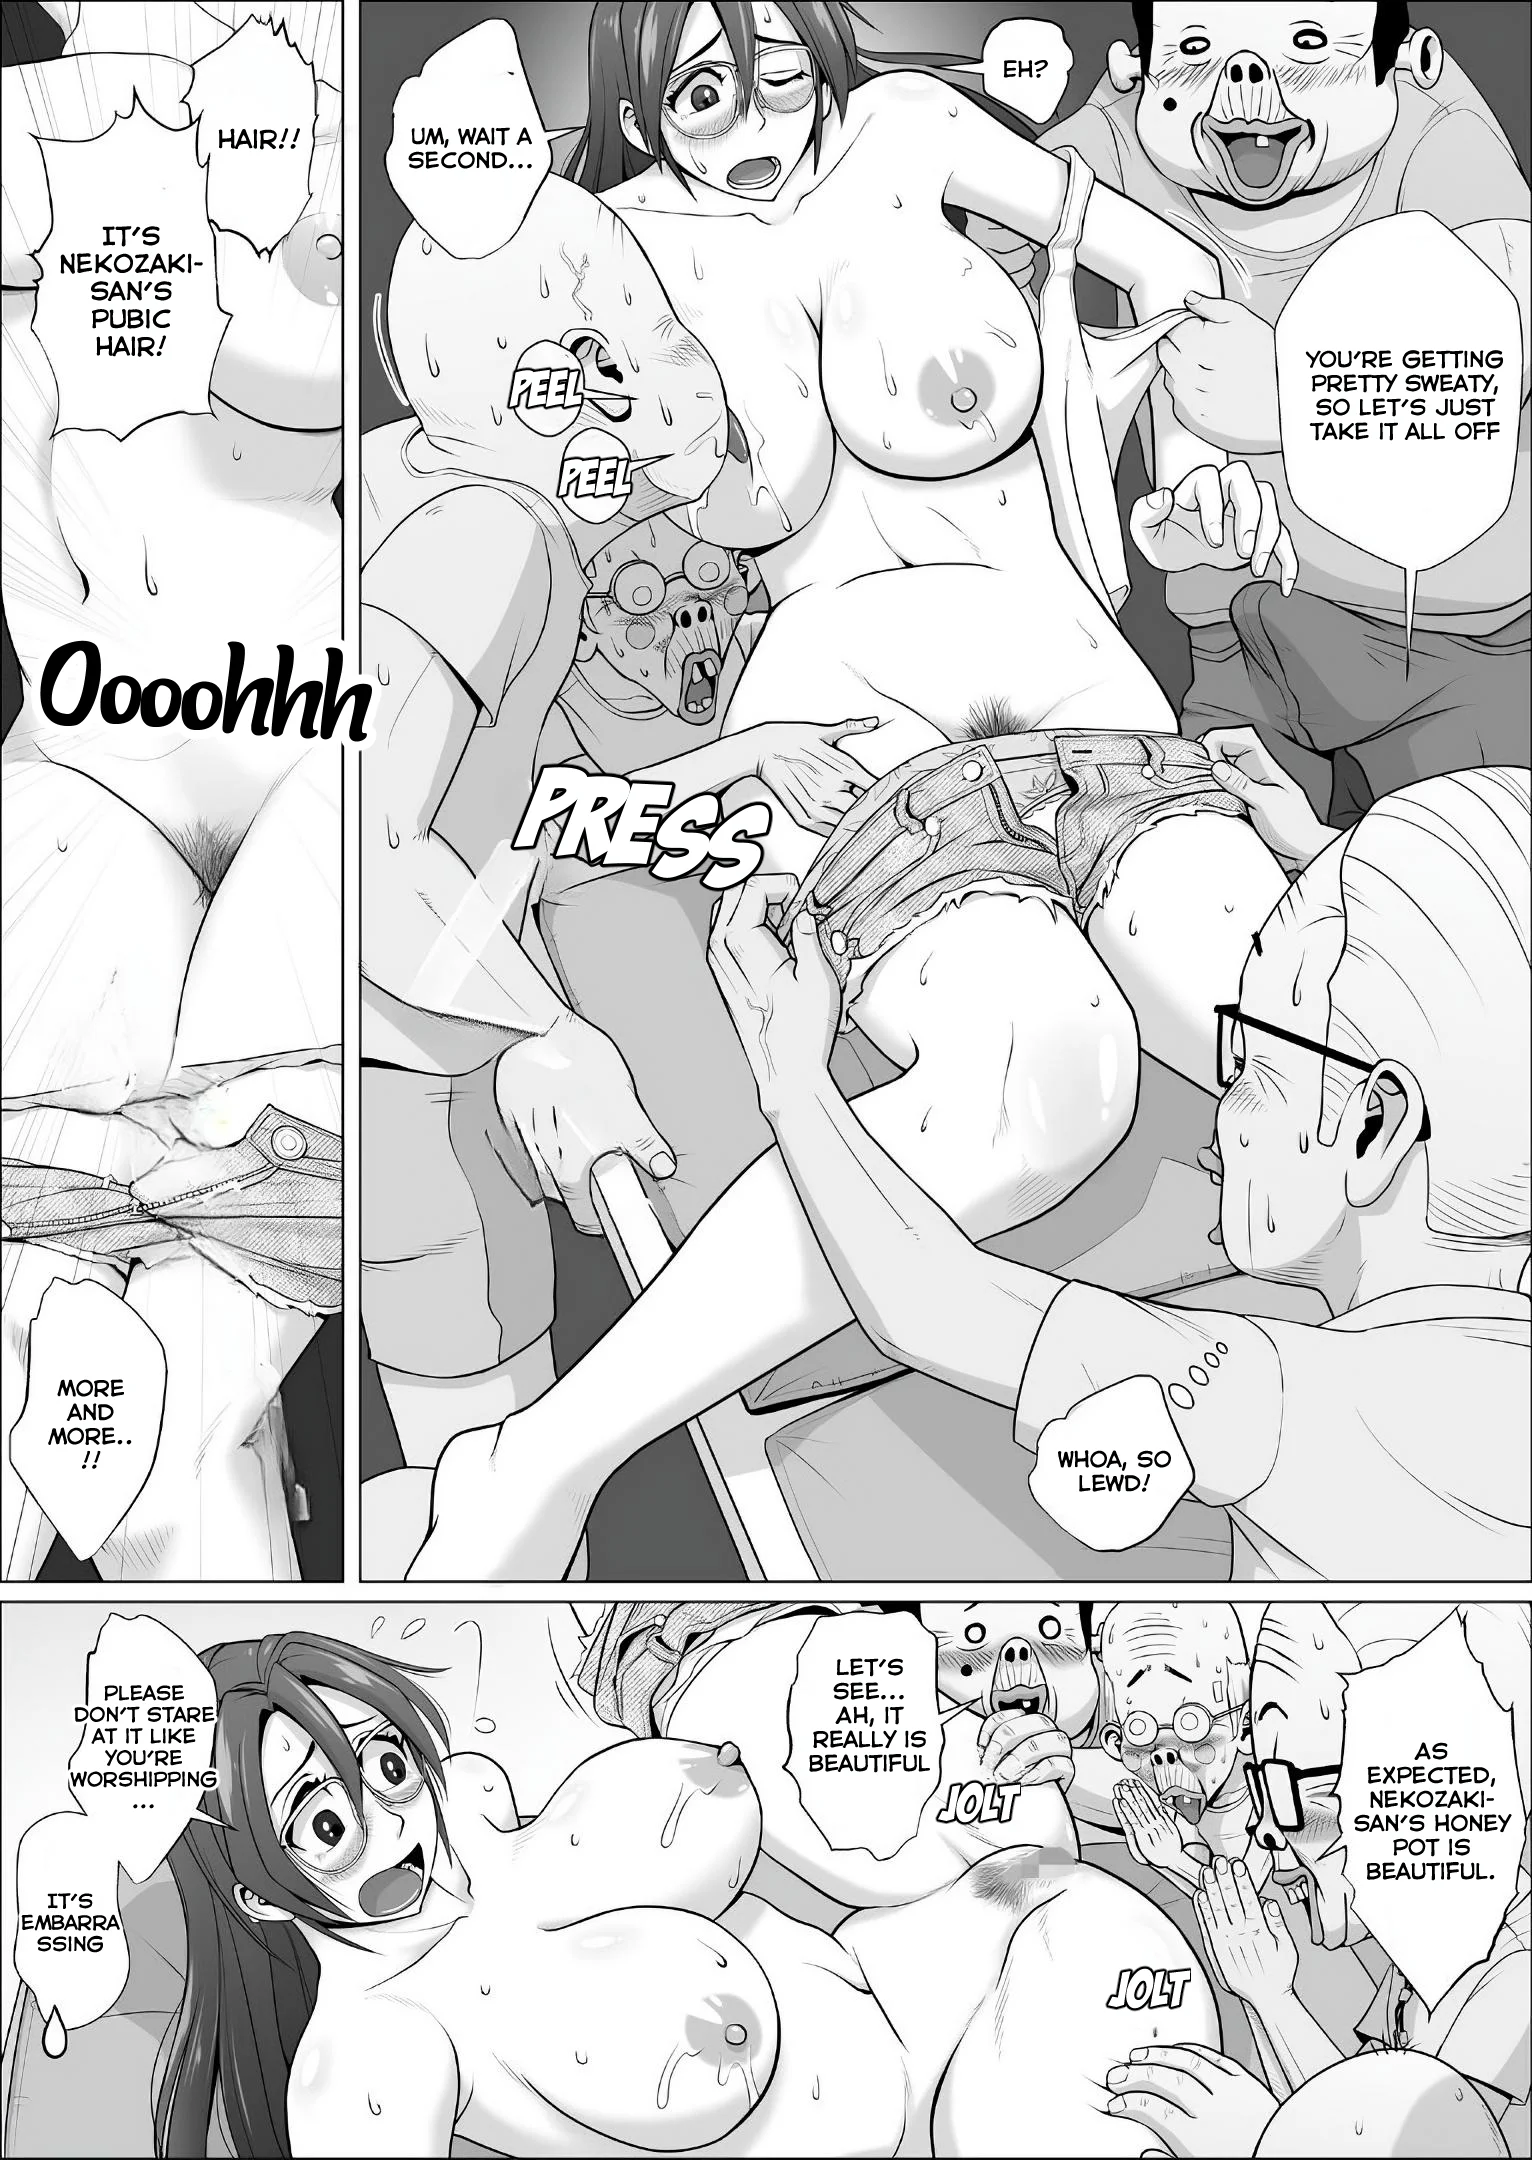 EH?
UM, WAIT A
SECOND...
YOU'RE GETTING
PRETTY SWEATY,
SO LET'S JUST
TAKE IT ALL OFF
PEEL
PEEL
PRESS
WHOA, SO
LEWD!
HAIR!!
IT'S
NEKOZAKI-
SAN'S
PUBIC
HAIR!
Oooohhh
MORE
AND
MORE..
!!
AS
EXPECTED,
NEKOZAKI-
SAN'S HONEY
POT IS
BEAUTIFUL.
LET'S
SEE...
AH, IT
REALLY IS
BEAUTIFUL
JOLT
JOLT
PLEASE
DON'T STARE
AT IT LIKE
YOU'RE
WORSHIPPING
...
IT'S
EMBARRA
SSING